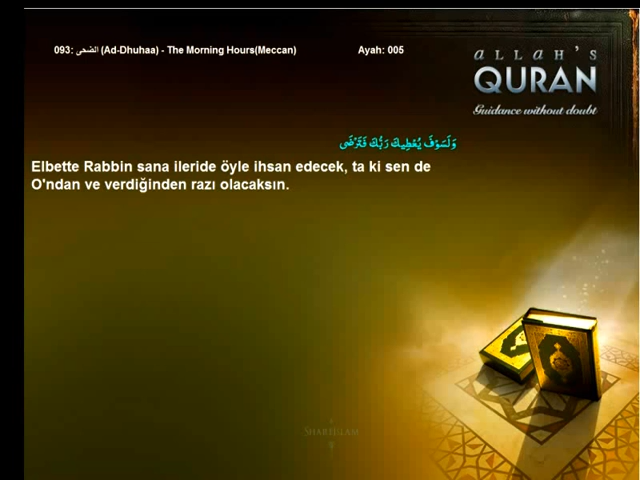 093: الضحى (Ad-Dhuhaa) - The Morning Hours(Meccan) Ayah: 005
ALLAH'S
QURAN
Guidance without doubt
وَلَسَوْفَ يُعْطِيكَ رَبُّكَ فَتَرْضَى
Elbette Rabbin sana ileride öyle ihsan edecek, ta ki sen de
O'ndan ve verdiğinden razı olacaksın.
SHAREISLAM